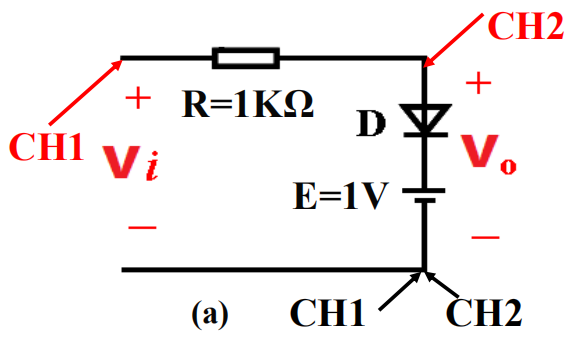 CH2
+
R=1KΩ
+
D
CH1
Vi
Vo
E=1V
−
−
(a)
CH1
CH2